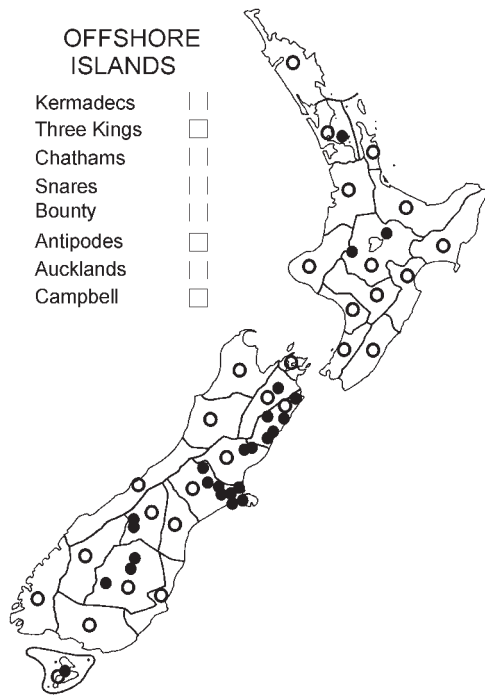 OFFSHORE
ISLANDS
Kermadecs
Three Kings
Chathams
Snares
Bounty
Antipodes
Aucklands
Campbell